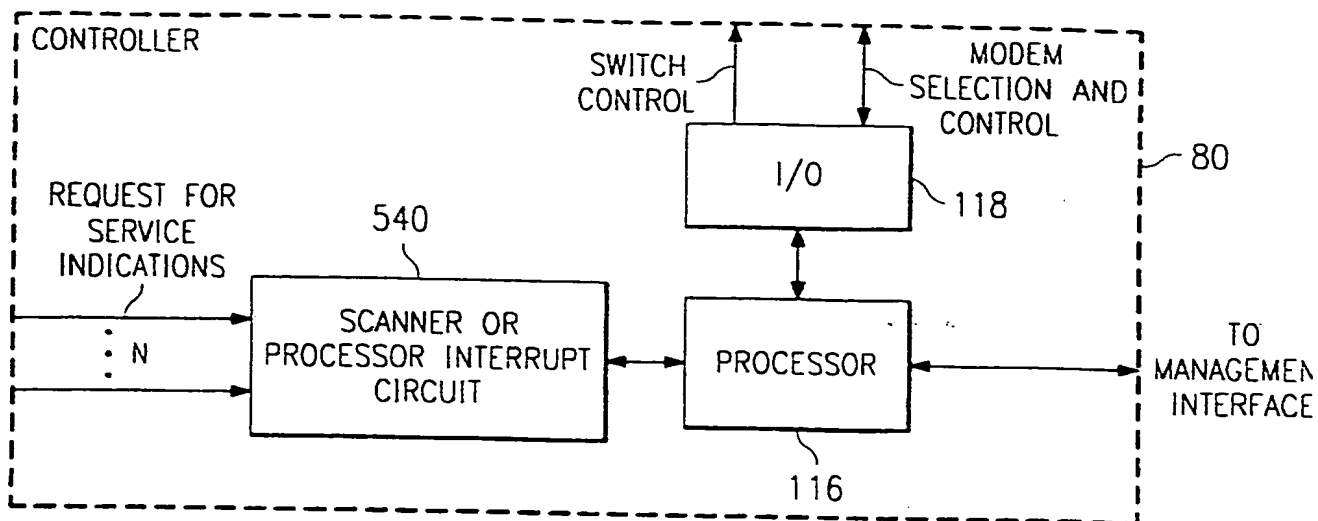 CONTROLLER
SWITCH
CONTROL
MODEM
SELECTION AND
CONTROL
80
I/O
118
REQUEST FOR
SERVICE
INDICATIONS
540
N
SCANNER OR
PROCESSOR INTERRUPT
CIRCUIT
PROCESSOR
TO
MANAGEMEN
INTERFACE
116